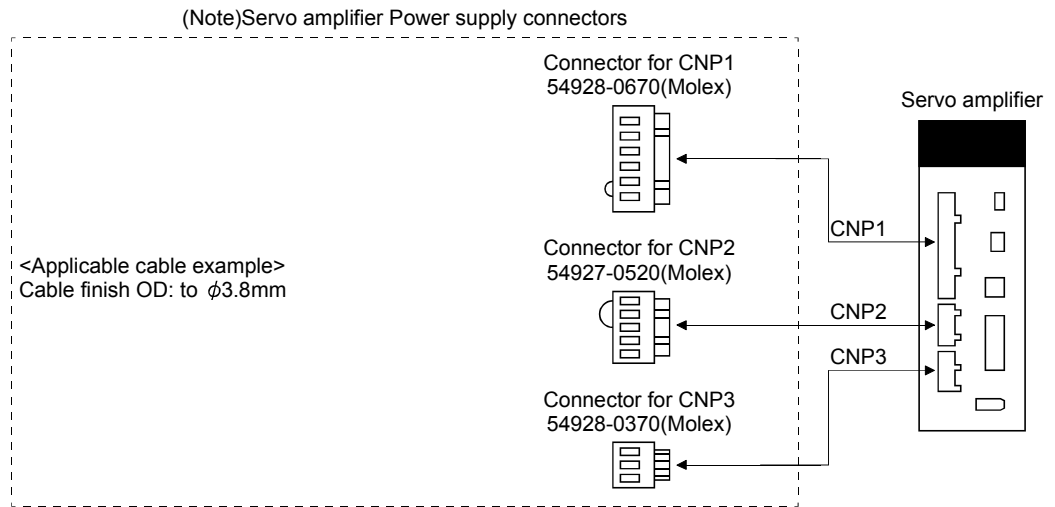 (Note)Servo amplifier Power supply connectors
Connector for CNP1
54928-0670(Molex)
Servo amplifier
CNP1
<Applicable cable example>
Cable finish OD: to ϕ3.8mm
Connector for CNP2
54927-0520(Molex)
CNP2
CNP3
Connector for CNP3
54928-0370(Molex)